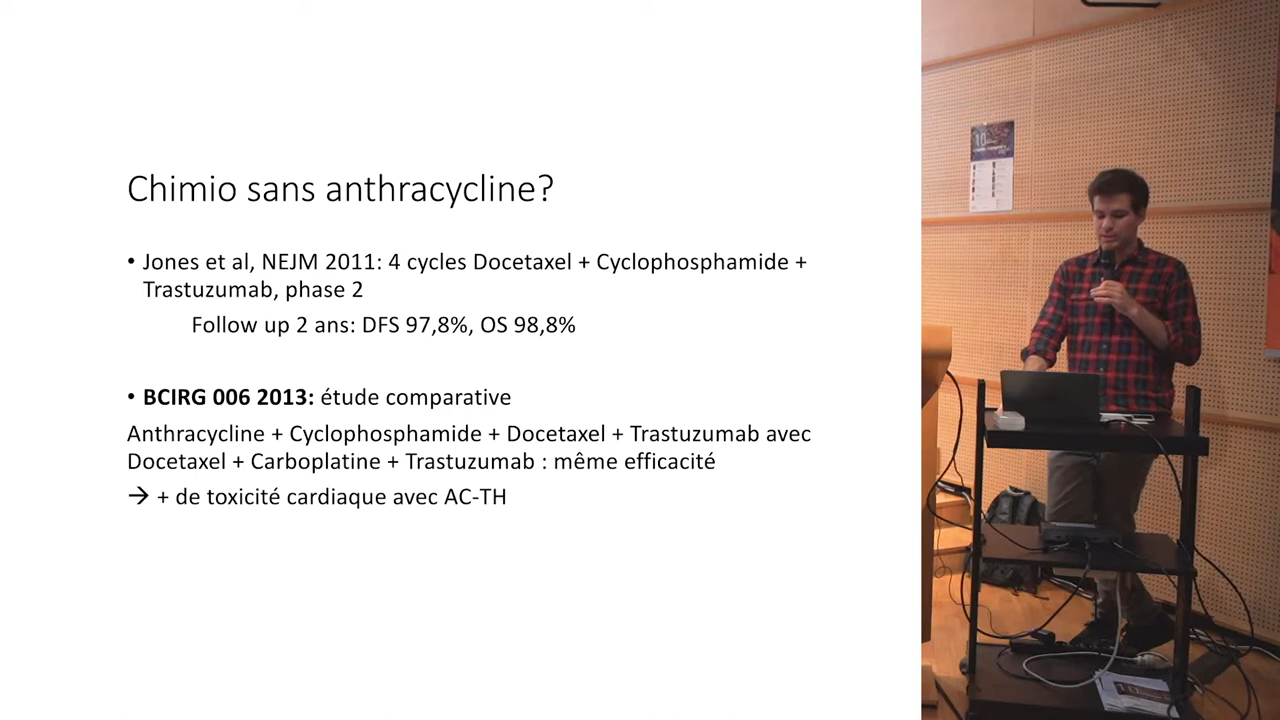 Chimio sans anthracycline?
• Jones et al, NEJM 2011: 4 cycles Docetaxel + Cyclophosphamide +
Trastuzumab, phase 2
Follow up 2 ans: DFS 97,8%, OS 98,8%
• BCIRG 006 2013: étude comparative
Anthracycline + Cyclophosphamide + Docetaxel + Trastuzumab avec
Docetaxel + Carboplatine + Trastuzumab : même efficacité
→ + de toxicité cardiaque avec AC-TH
10